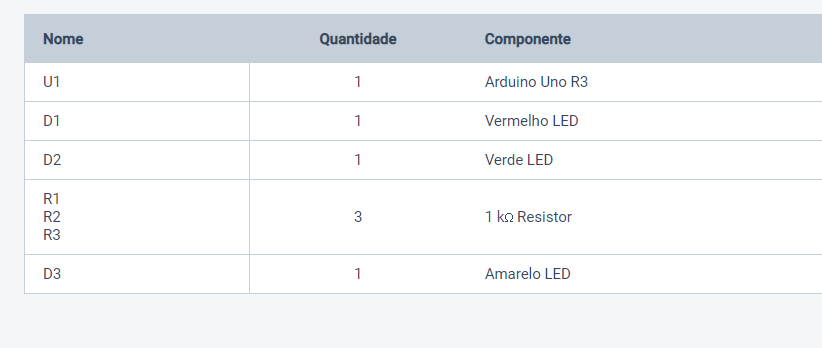 Nome Quantidade Componente
U1 1 Arduino Uno R3
D1 1 Vermelho LED
D2 1 Verde LED
R1
R2 3 1 kΩ Resistor
R3
D3 1 Amarelo LED